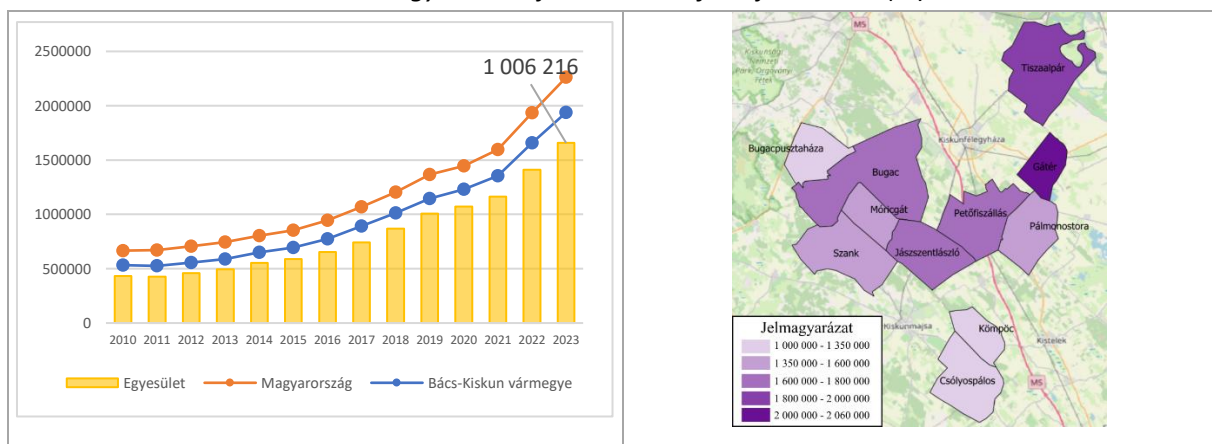 2500000
1 006 216
2000000
1500000
1000000
500000
0
2010 2011 2012 2013 2014 2015 2016 2017 2018 2019 2020 2021 2022 2023
Egyesület Magyarország Bács-Kiskun vármegye
M5
Kiskunsági
Nemzeti
Tiszaalpár
Bugacpusztaháza
Kiskunfélegyháza
Gátér
Bugac
Móricgát
Petőfiszállás
Pálmonostora
Szank
Jászszentlászló
Kiskunmajsa
Kömpöc
Kistelek
Csólyospálos
M5
Jelmagyarázat
1 000 000 - 1 350 000
1 350 000 - 1 600 000
1 600 000 - 1 800 000
1 800 000 - 2 000 000
2 000 000 - 2 060 000